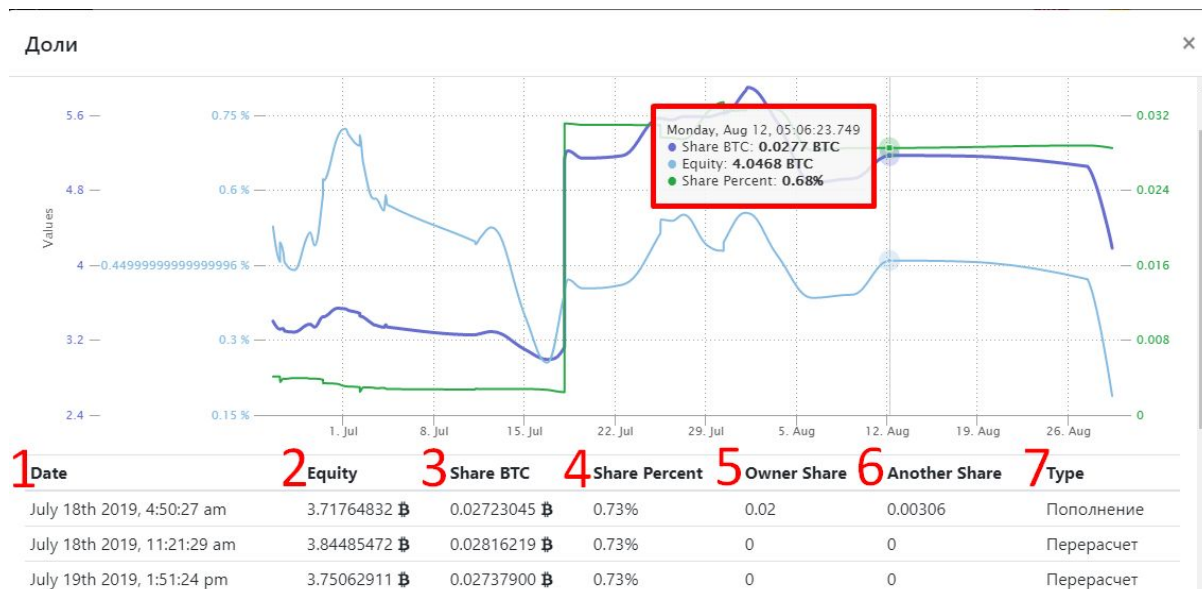 Доли ×
5.6 0.75 % 0.032
4.8 0.6 % 0.024
4 0.44999999999999996 % 0.016
3.2 0.3 % 0.008
2.4 0.15 % 0
Values
Monday, Aug 12, 05:06:23.749
Share BTC: 0.0277 BTC
Equity: 4.0468 BTC
Share Percent: 0.68%
1. Jul 8. Jul 15. Jul 22. Jul 29. Jul 5. Aug 12. Aug 19. Aug 26. Aug
1 Date 2 Equity 3 Share BTC 4 Share Percent 5 Owner Share 6 Another Share 7 Type
July 18th 2019, 4:50:27 am 3.71764832 ₿ 0.02723045 ₿ 0.73% 0.02 0.00306 Пополнение
July 18th 2019, 11:21:29 am 3.84485472 ₿ 0.02816219 ₿ 0.73% 0 0 Перерасчет
July 19th 2019, 1:51:24 pm 3.75062911 ₿ 0.02737900 ₿ 0.73% 0 0 Перерасчет